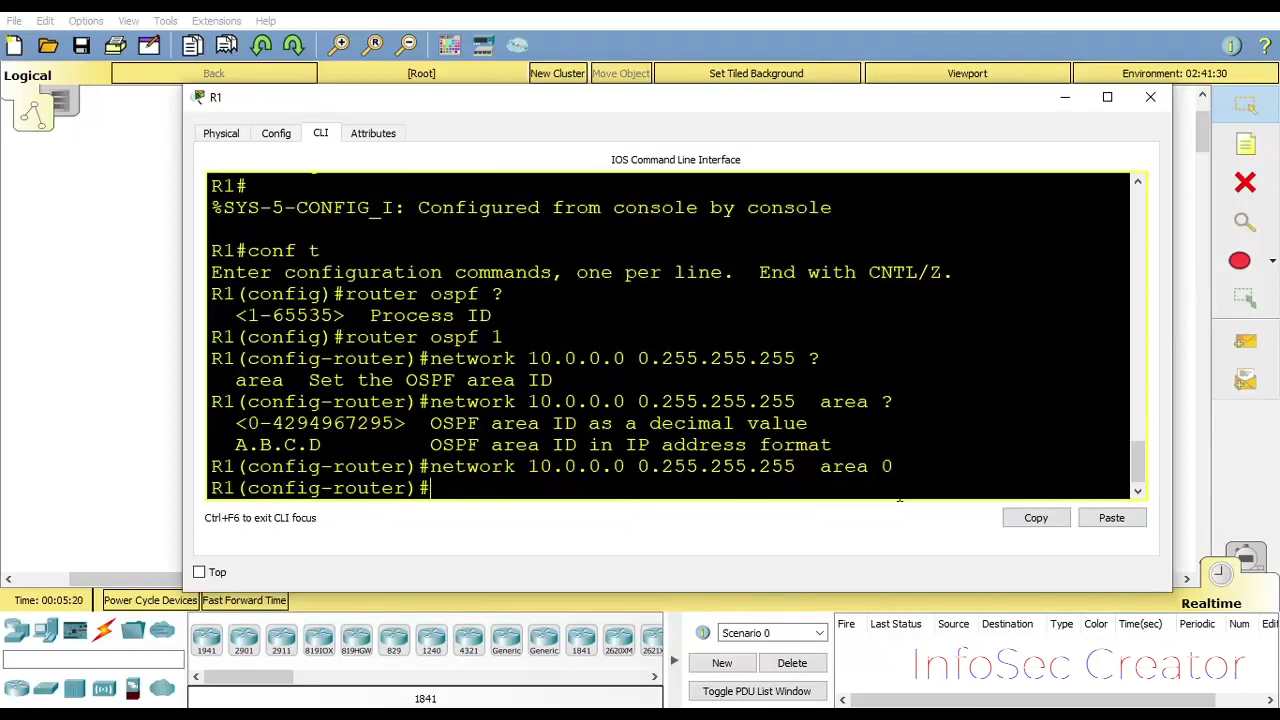 File Edit Options View Tools Extensions Help
Logical
Back
[Root]
New Cluster
Move Object
Set Tiled Background
Viewport
Environment: 02:41:30
R1
Physical Config CLI Attributes
IOS Command Line Interface
R1#
%SYS-5-CONFIG_I: Configured from console by console
R1#conf t
Enter configuration commands, one per line. End with CNTL/Z.
R1(config)#router ospf ?
<1-65535> Process ID
R1(config)#router ospf 1
R1(config-router)#network 10.0.0.0 0.255.255.255 ?
area Set the OSPF area ID
R1(config-router)#network 10.0.0.0 0.255.255.255 area ?
<0-4294967295> OSPF area ID as a decimal value
A.B.C.D OSPF area ID in IP address format
R1(config-router)#network 10.0.0.0 0.255.255.255 area 0
R1(config-router)#
Ctrl+F6 to exit CLI focus
Copy
Paste
Top
Time: 00:05:20
Power Cycle Devices
Fast Forward Time
Realtime
1941 2901 2911 819IOX 819HGW 829 1240 4321 Generic Generic 1841 2620XM
1841
Scenario 0
New
Delete
Toggle PDU List Window
Fire Last Status Source Destination Type Color Time(sec) Periodic Num
InfoSec Creator